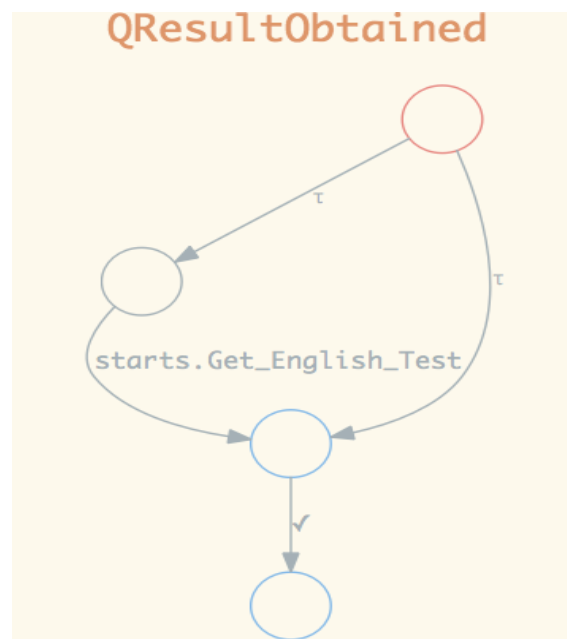 QResultObtained
τ
τ
starts.Get_English_Test
✓